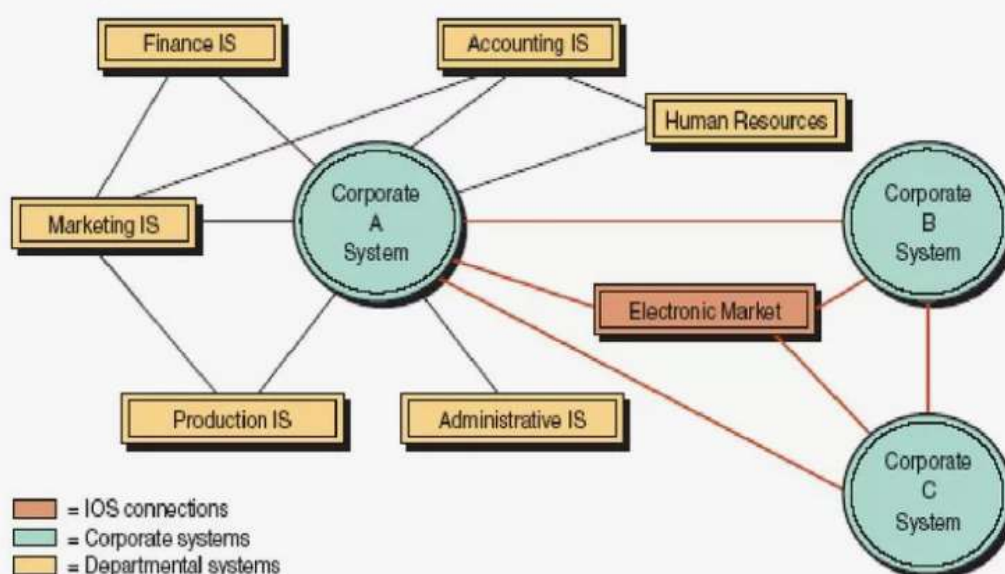 Finance IS
Accounting IS
Human Resources
Corporate
A
System
Corporate
B
System
Marketing IS
Electronic Market
Production IS
Administrative IS
Corporate
C
System
= IOS connections
= Corporate systems
= Departmental systems